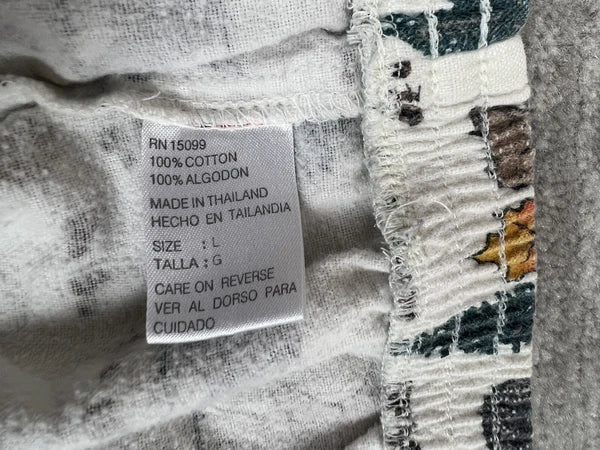 RN 15099
100% COTTON
100% ALGODON
MADE IN THAILAND
HECHO EN TAILANDIA
SIZE : L
TALLA : G
CARE ON REVERSE
VER AL DORSO PARA
CUIDADO